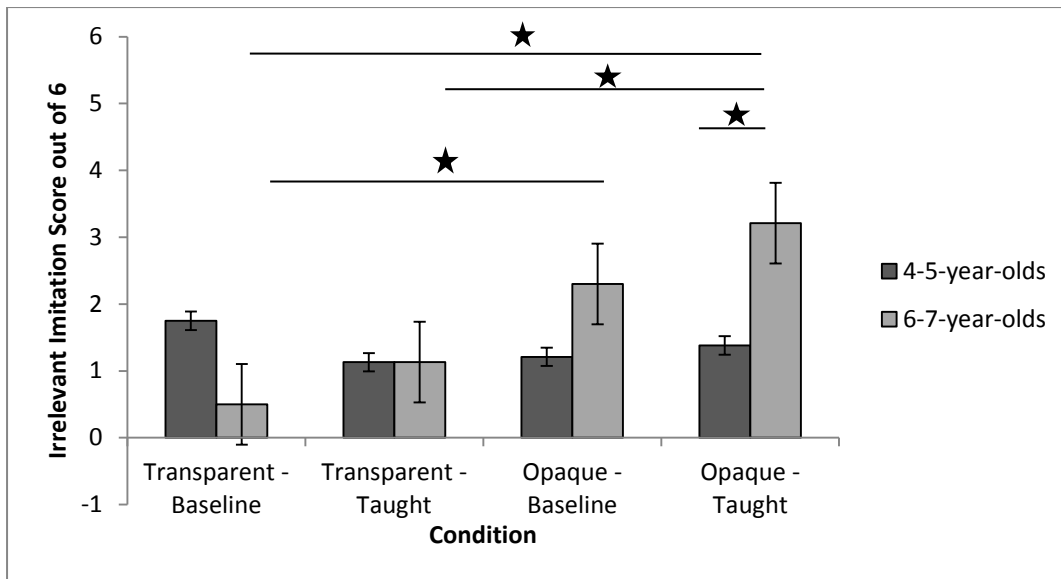 Irrelevant Imitation Score out of 6
6
5
4
3
2
1
0
-1
Transparent -
Baseline
Transparent -
Taught
Opaque -
Baseline
Opaque -
Taught
Condition
4-5-year-olds
6-7-year-olds